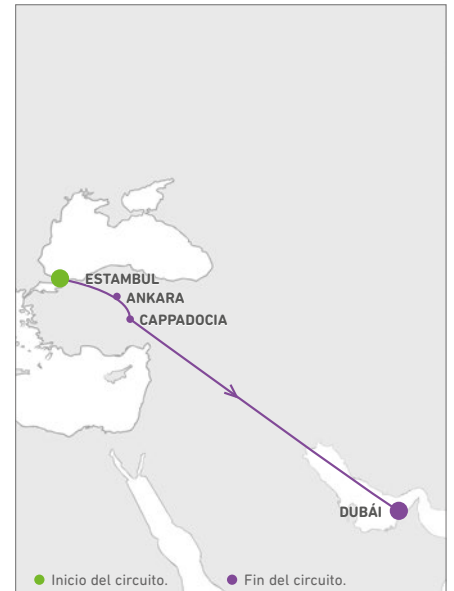 ESTAMBUL
ANKARA
CAPPADOCIA
DUBÁI
Inicio del circuito.
Fin del circuito.